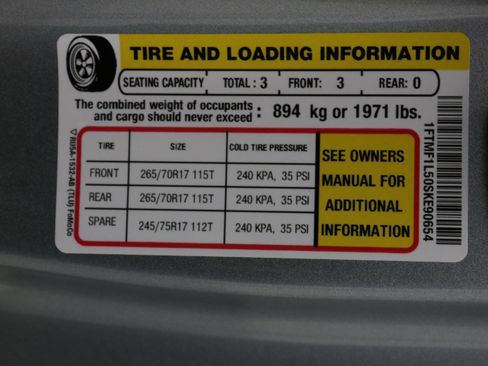 TIRE AND LOADING INFORMATION
SEATING CAPACITY TOTAL : 3 FRONT: 3 REAR: 0
The combined weight of occupants
and cargo should never exceed : 894 kg or 1971 lbs.
TIRE SIZE COLD TIRE PRESSURE
FRONT 265/70R17 115T 240 KPA, 35 PSI
REAR 265/70R17 115T 240 KPA, 35 PSI
SPARE 245/75R17 112T 240 KPA, 35 PSI
SEE OWNERS
MANUAL FOR
ADDITIONAL
INFORMATION
1FTMF1L50SKE90654